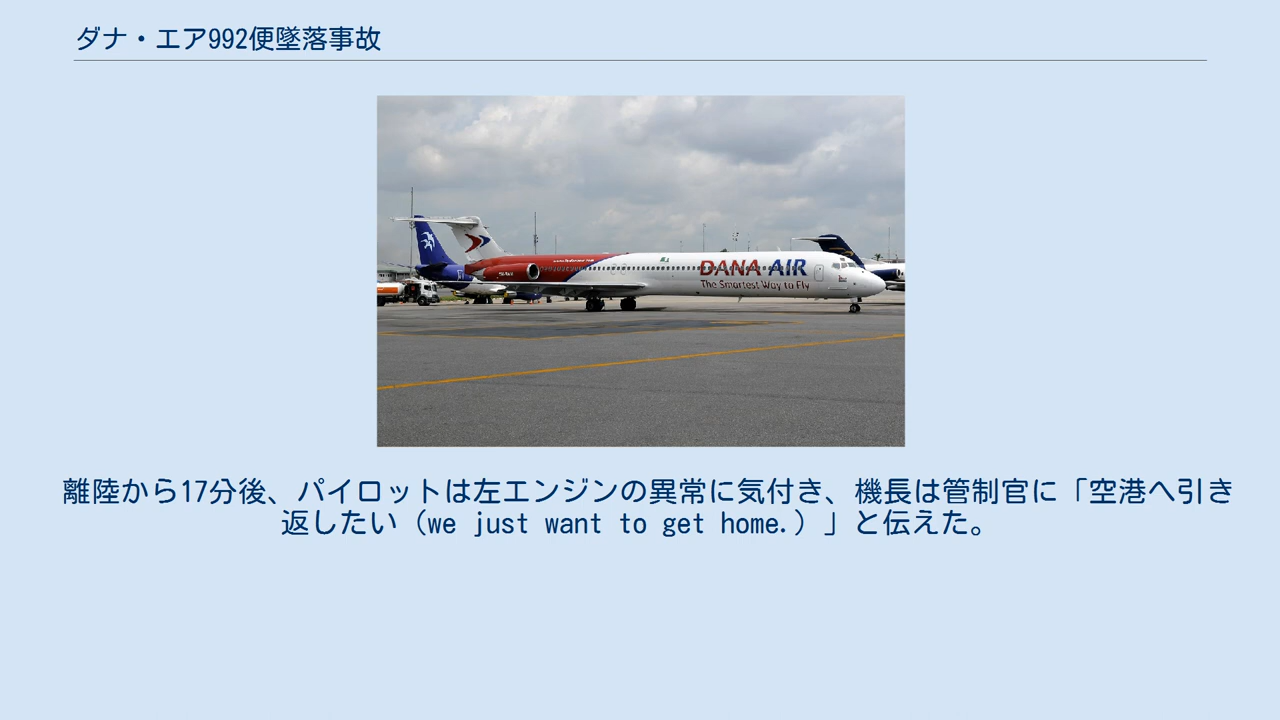 ダナ・エア992便墜落事故
DANA AIR
The Smartest Way to Fly
離陸から17分後、パイロットは左エンジンの異常に気付き、機長は管制官に「空港へ引き
返したい（we just want to get home.）」と伝えた。